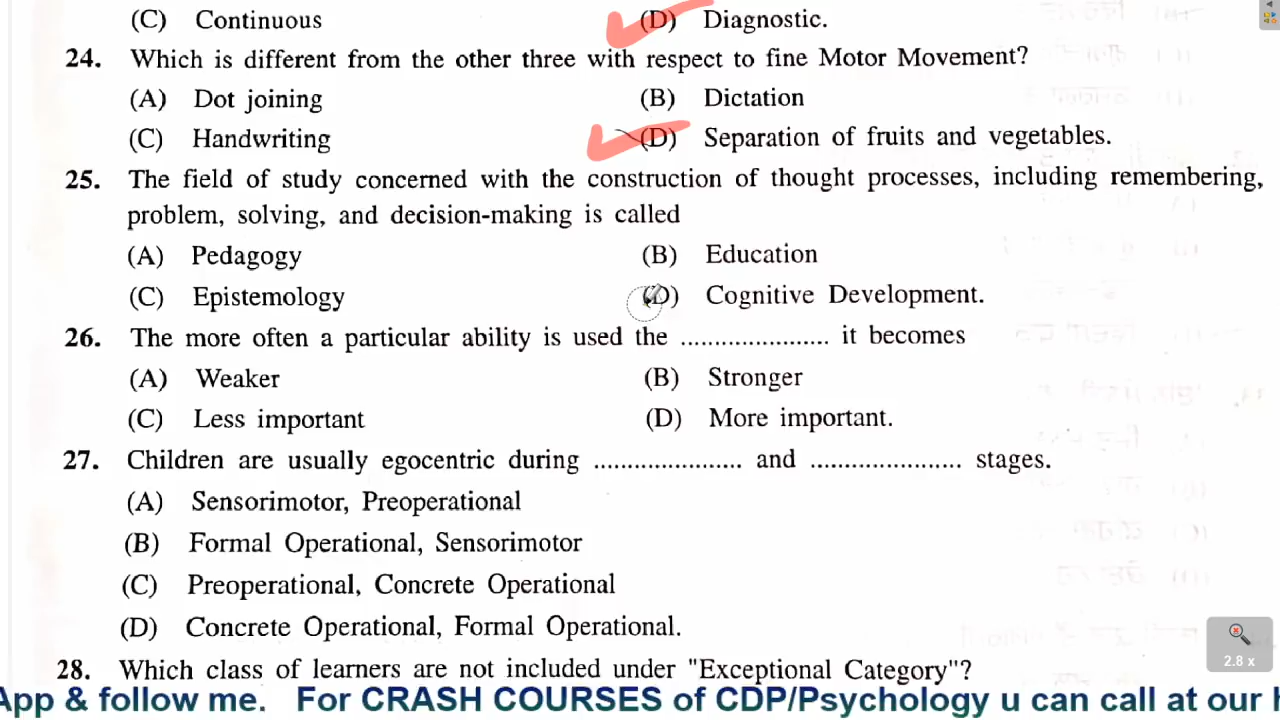 (C) Continuous (D) Diagnostic.
24. Which is different from the other three with respect to fine Motor Movement?
(A) Dot joining (B) Dictation
(C) Handwriting (D) Separation of fruits and vegetables.
25. The field of study concerned with the construction of thought processes, including remembering,
problem, solving, and decision-making is called
(A) Pedagogy (B) Education
(C) Epistemology (D) Cognitive Development.
26. The more often a particular ability is used the ...................... it becomes
(A) Weaker (B) Stronger
(C) Less important (D) More important.
27. Children are usually egocentric during ...................... and ...................... stages.
(A) Sensorimotor, Preoperational
(B) Formal Operational, Sensorimotor
(C) Preoperational, Concrete Operational
(D) Concrete Operational, Formal Operational.
28. Which class of learners are not included under "Exceptional Category"?
2.8 x
App & follow me. For CRASH COURSES of CDP/Psychology u can call at our